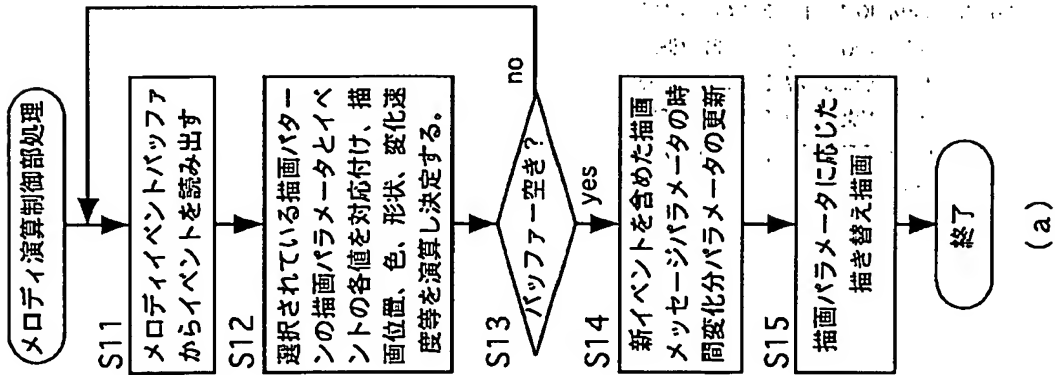 メロディ演算制御部処理
S11
メロディイベントバッファ
からイベントを読み出す
S12
選択されている描画パター
ンの描画パラメータとイベ
ントの各値を対応付け、描
画位置、色、形状、変化速
度等を演算し決定する。
S13
バッファー空き？
no
yes
S14
新イベントを含めた描画
メッセージパラメータの時
間変化分パラメータの更新
S15
描画パラメータに応じた
描き替え描画
終了
(a)